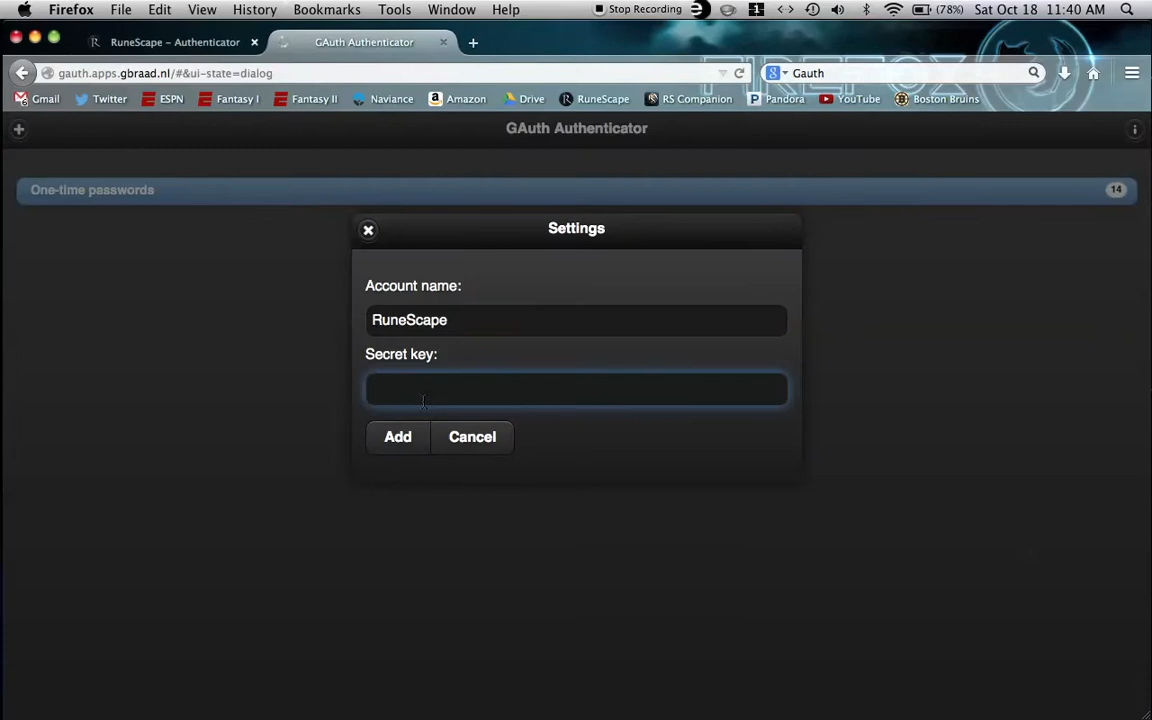 Firefox File Edit View History Bookmarks Tools Window Help Stop Recording 1 (78%) Sat Oct 18 11:40 AM
RuneScape – Authenticator GAuth Authenticator
gauth.apps.gbraad.nl/#&ui-state=dialog Gauth
Gmail Twitter ESPN Fantasy I Fantasy II Naviance Amazon Drive RuneScape RS Companion Pandora YouTube Boston Bruins
GAuth Authenticator
One-time passwords 14
Settings
Account name:
RuneScape
Secret key:
Add Cancel